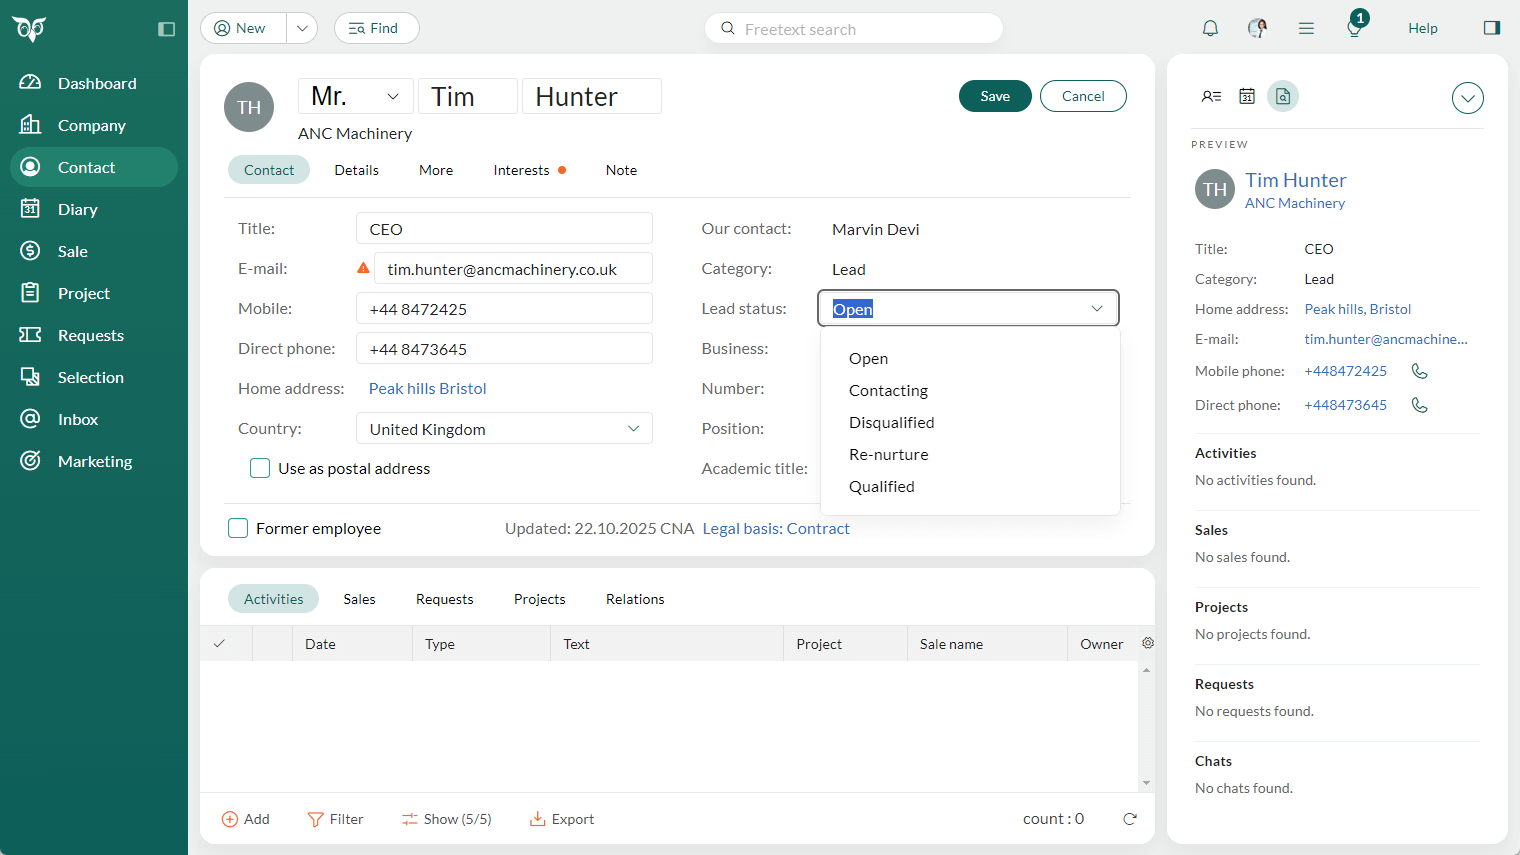 New
Find
Freetext search
1
Help
Dashboard
Company
Contact
Diary
Sale
Project
Requests
Selection
Inbox
Marketing
TH
Mr.
Tim
Hunter
ANC Machinery
Save
Cancel
Contact
Details
More
Interests
Note
Title:
CEO
E-mail:
tim.hunter@ancmachinery.co.uk
Mobile:
+44 8472425
Direct phone:
+44 8473645
Home address:
Peak hills Bristol
Country:
United Kingdom
Use as postal address
Our contact:
Marvin Devi
Category:
Lead
Lead status:
Open
Business:
Number:
Position:
Academic title:
Open
Contacting
Disqualified
Re-nurture
Qualified
Former employee
Updated: 22.10.2025 CNA
Legal basis: Contract
Activities
Sales
Requests
Projects
Relations
Date
Type
Text
Project
Sale name
Owner
Add
Filter
Show (5/5)
Export
count : 0
31
PREVIEW
TH
Tim Hunter
ANC Machinery
Title:
CEO
Category:
Lead
Home address:
Peak hills, Bristol
E-mail:
tim.hunter@ancmachine...
Mobile phone:
+448472425
Direct phone:
+448473645
Activities
No activities found.
Sales
No sales found.
Projects
No projects found.
Requests
No requests found.
Chats
No chats found.